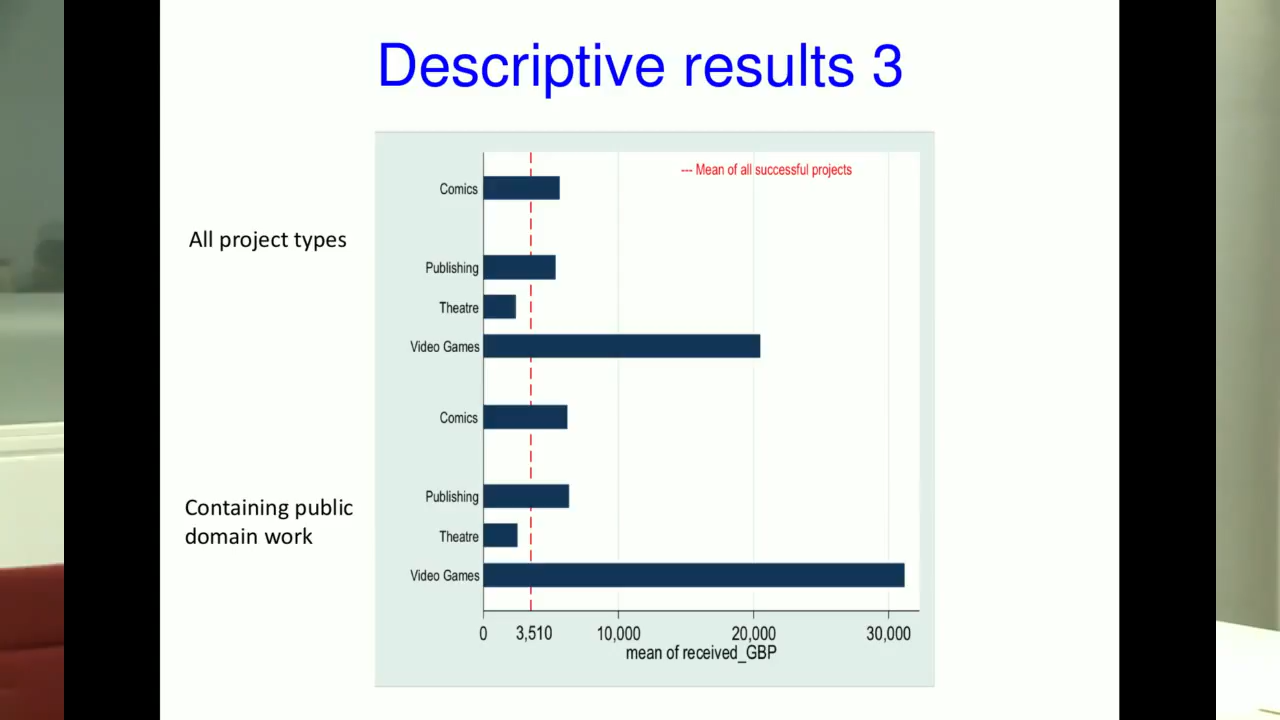 Descriptive results 3
--- Mean of all successful projects
All project types
Comics
Publishing
Theatre
Video Games
Containing public
domain work
Comics
Publishing
Theatre
Video Games
0 3,510 10,000 20,000 30,000
mean of received_GBP